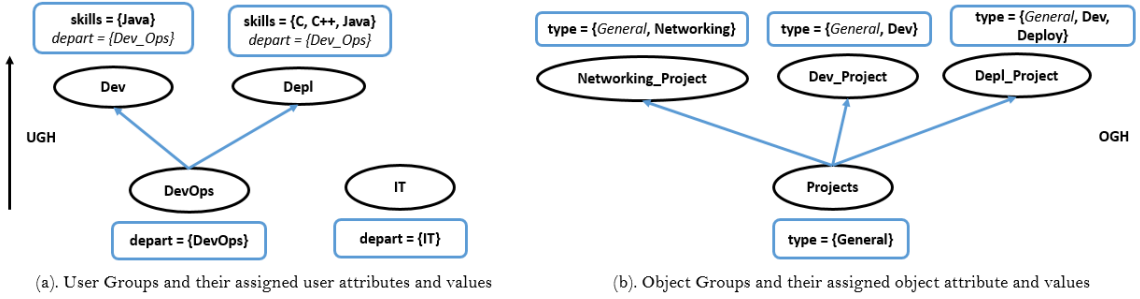 skills = {Java}
depart = {Dev_Ops}
skills = {C, C++, Java}
depart = {Dev_Ops}
Dev
Depl
UGH
DevOps
IT
depart = {DevOps}
depart = {IT}
(a). User Groups and their assigned user attributes and values
type = {General, Networking}
type = {General, Dev}
type = {General, Dev,
Deploy}
Networking_Project
Dev_Project
Depl_Project
OGH
Projects
type = {General}
(b). Object Groups and their assigned object attribute and values